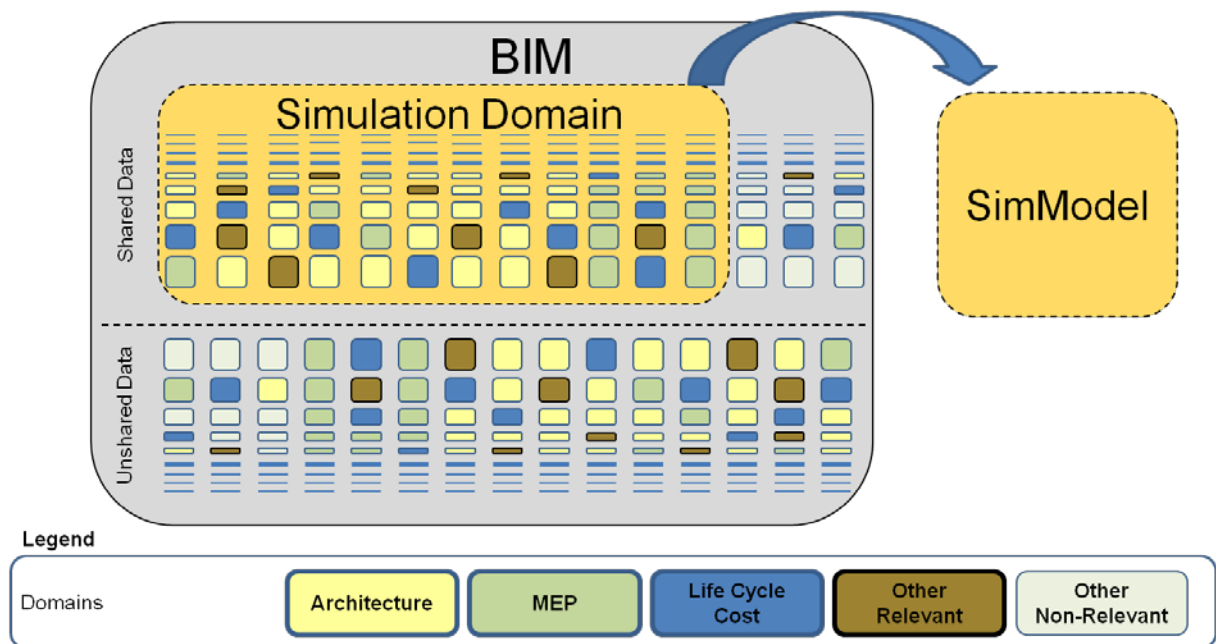 BIM
Simulation Domain
Shared Data
SimModel
Unshared Data
Legend
Domains
Architecture
MEP
Life Cycle
Cost
Other
Relevant
Other
Non-Relevant